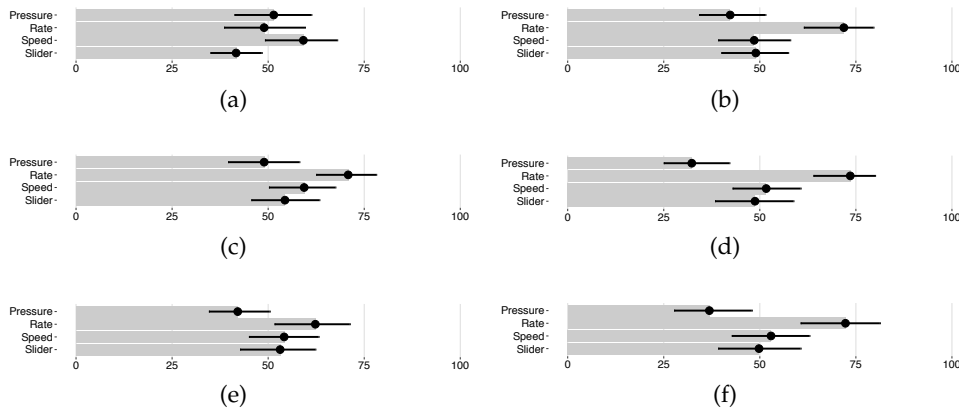 Pressure
Rate
Speed
Slider
0 25 50 75 100
(a)
Pressure
Rate
Speed
Slider
0 25 50 75 100
(b)
Pressure
Rate
Speed
Slider
0 25 50 75 100
(c)
Pressure
Rate
Speed
Slider
0 25 50 75 100
(d)
Pressure
Rate
Speed
Slider
0 25 50 75 100
(e)
Pressure
Rate
Speed
Slider
0 25 50 75 100
(f)